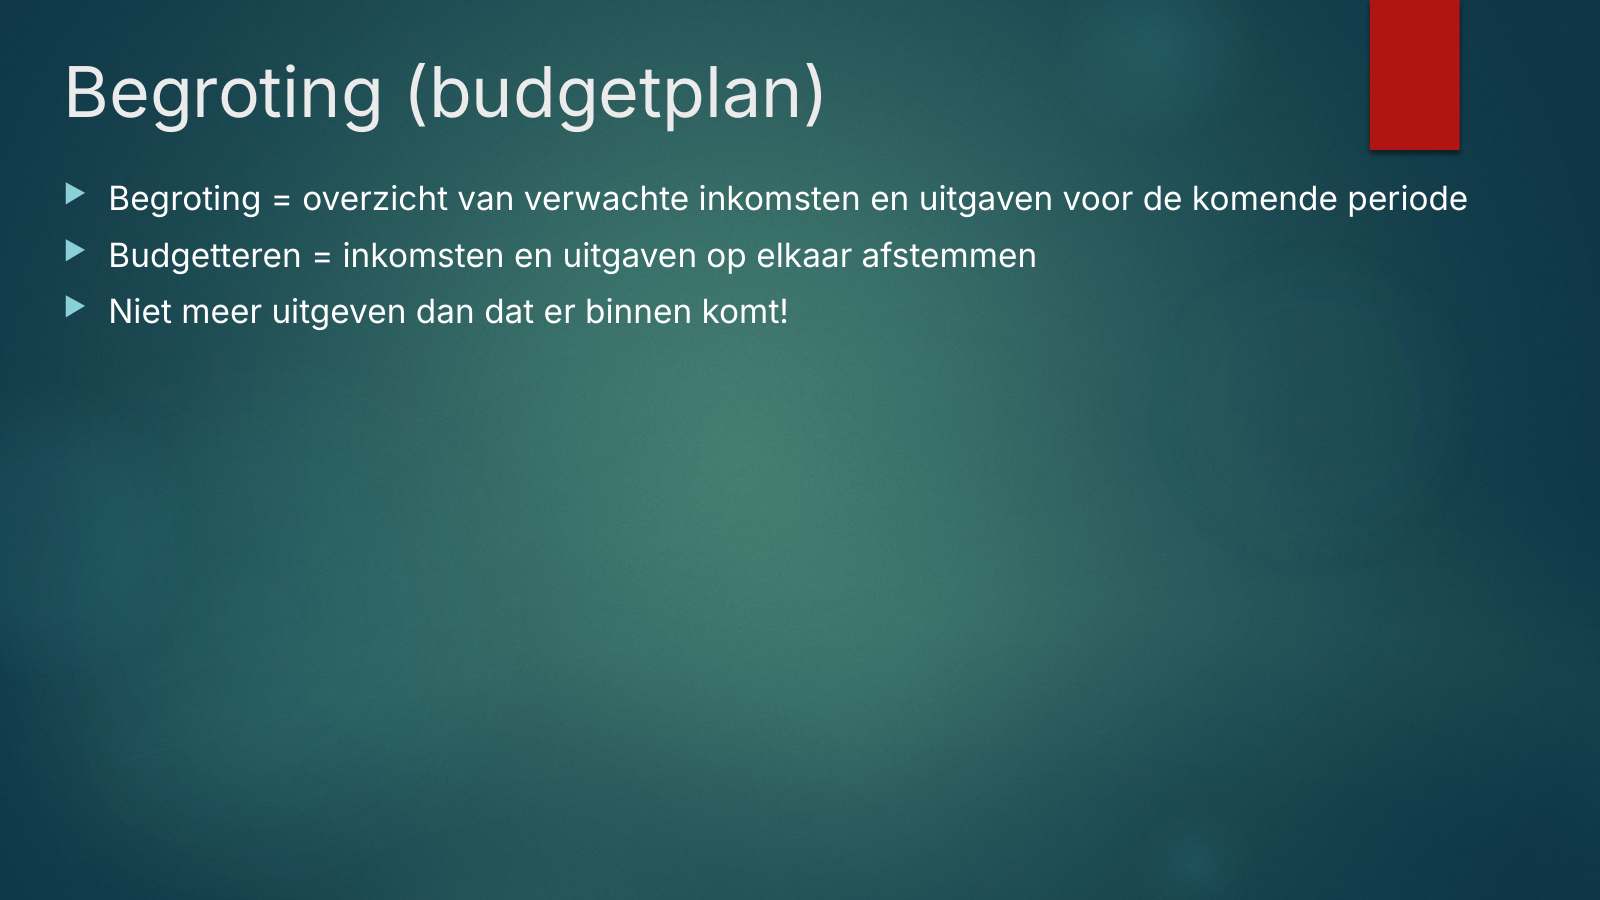 Begroting (budgetplan)
Begroting = overzicht van verwachte inkomsten en uitgaven voor de komende periode
Budgetteren = inkomsten en uitgaven op elkaar afstemmen
Niet meer uitgeven dan dat er binnen komt!